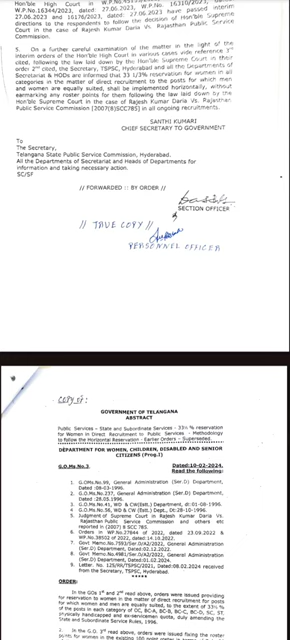 Hon'ble High Court in W.P.No.
W.P.No.16344/2023, dated: 27.06.2023, W.P.No. 16310/2023, dated
27.06.2023 and 16176/2023, dated 27.06.2023 have passed interim
directions to the respondents to follow the decision of Hon'ble Supreme
Court in the case of Rajesh Kumar Daria Vs. Rajasthan Public Service
Commission.
5. On a further careful examination of the matter in the light of the
interim orders of the Hon'ble High Court in various cases vide reference 1st
cited, following the law laid down by the Hon'ble Supreme Court in their
order 2nd cited, the Secretary, TSPSC, Hyderabad and all the Departments of
Secretariat & HODs are informed that 33 1/3% reservation for women in all
categories in the matter of direct recruitment to the posts for which men
and women are equally suited, shall be implemented horizontally, without
earmarking any roster points for them following the law laid down by the
Hon'ble Supreme Court in the case of Rajesh Kumar Daria Vs. Rajasthan
Public Service Commission [2007(8)SCC785] in all ongoing recruitments.
SANTHI KUMARI
CHIEF SECRETARY TO GOVERNMENT
To
The Secretary,
Telangana State Public Service Commission, Hyderabad.
All the Departments of Secretariat and Heads of Departments for
information and taking necessary action.
SC/SF
// FORWARDED :: BY ORDER //
SECTION OFFICER
// TRUE COPY //
PERSONNEL OFFICER
COPY of:
GOVERNMENT OF TELANGANA
ABSTRACT
Public Services – State and Subordinate Services - 33⅓ % reservation
for Women in Direct Recruitment to Public Services - Methodology
to follow the Horizontal Reservation - Earlier Orders – Superseded.
DEPARTMENT FOR WOMEN, CHILDREN, DISABLED AND SENIOR
CITIZENS (Prog.I)
G.O.Ms.No.3 Dated:10-02-2024.
Read the following:
1. G.OMs.No.99, General Administration (Ser.D) Department,
Dated :08-03-1996.
2. G.O.Ms.No.237, General Administration (Ser.D) Department,
Dated :28.05.1996.
3. G.O.Ms.No.41, WD & CW(Estt.) Department, dt:01-08-1996.
4. G.O.Ms.No.56, WD & CW (Estt.) Dept., Dt:28-10-1996.
5. Judgment of Supreme Court in Rajesh Kumar Daria Vs.
Rajasthan Public Service Commission and others etc
reported in (2007) 8 SCC 785.
6. Orders in W.P.No.27844 of 2022, dated 23.09.2022 &
WP.No.38502 of 2022, dated 14.10.2022.
7. Govt Memo.No.7593/Ser.D/A2/2022, General Administration
(Ser.D) Department, Dated:02.12.2022.
8. Govt. Memo.No.4981/Ser.D/A2/2022, General Administration
(Ser.D) Department, Dated:01.02.2024.
9. Letter. No. 125/RR/TSPSC/2021, Dated:08.02.2024 received
from the Secretary, TSPSC, Hyderabad.
*****
ORDER:
In the GOs 1st and 2nd read above, orders were issued providing
for reservation to women in the matter of direct recruitment for posts
for which women and men are equally suited, to the extent of 33⅓%
of the posts in each category of OC, BC-A, BC-B, BC-C, BC-D, SC, ST,
physically handicapped and ex-servicemen quota, duly amending the
State and Subordinate Service Rules, 1996.
2. In the G.O. 3rd read above, orders were issued fixing the roster
points for women in the existing 100 point roster